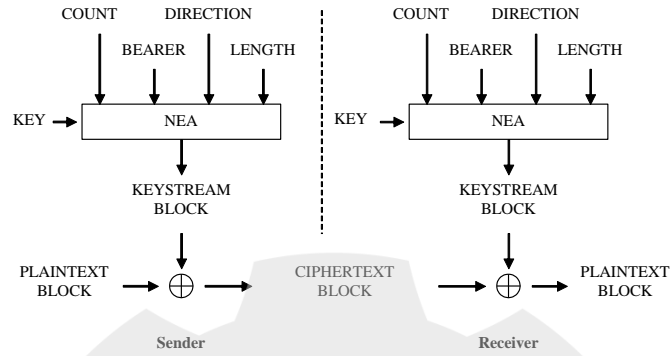 COUNT DIRECTION
BEARER LENGTH
KEY NEA
KEYSTREAM
BLOCK
PLAINTEXT
BLOCK
Sender
COUNT DIRECTION
BEARER LENGTH
KEY NEA
KEYSTREAM
BLOCK
CIPHERTEXT
BLOCK
PLAINTEXT
BLOCK
Receiver